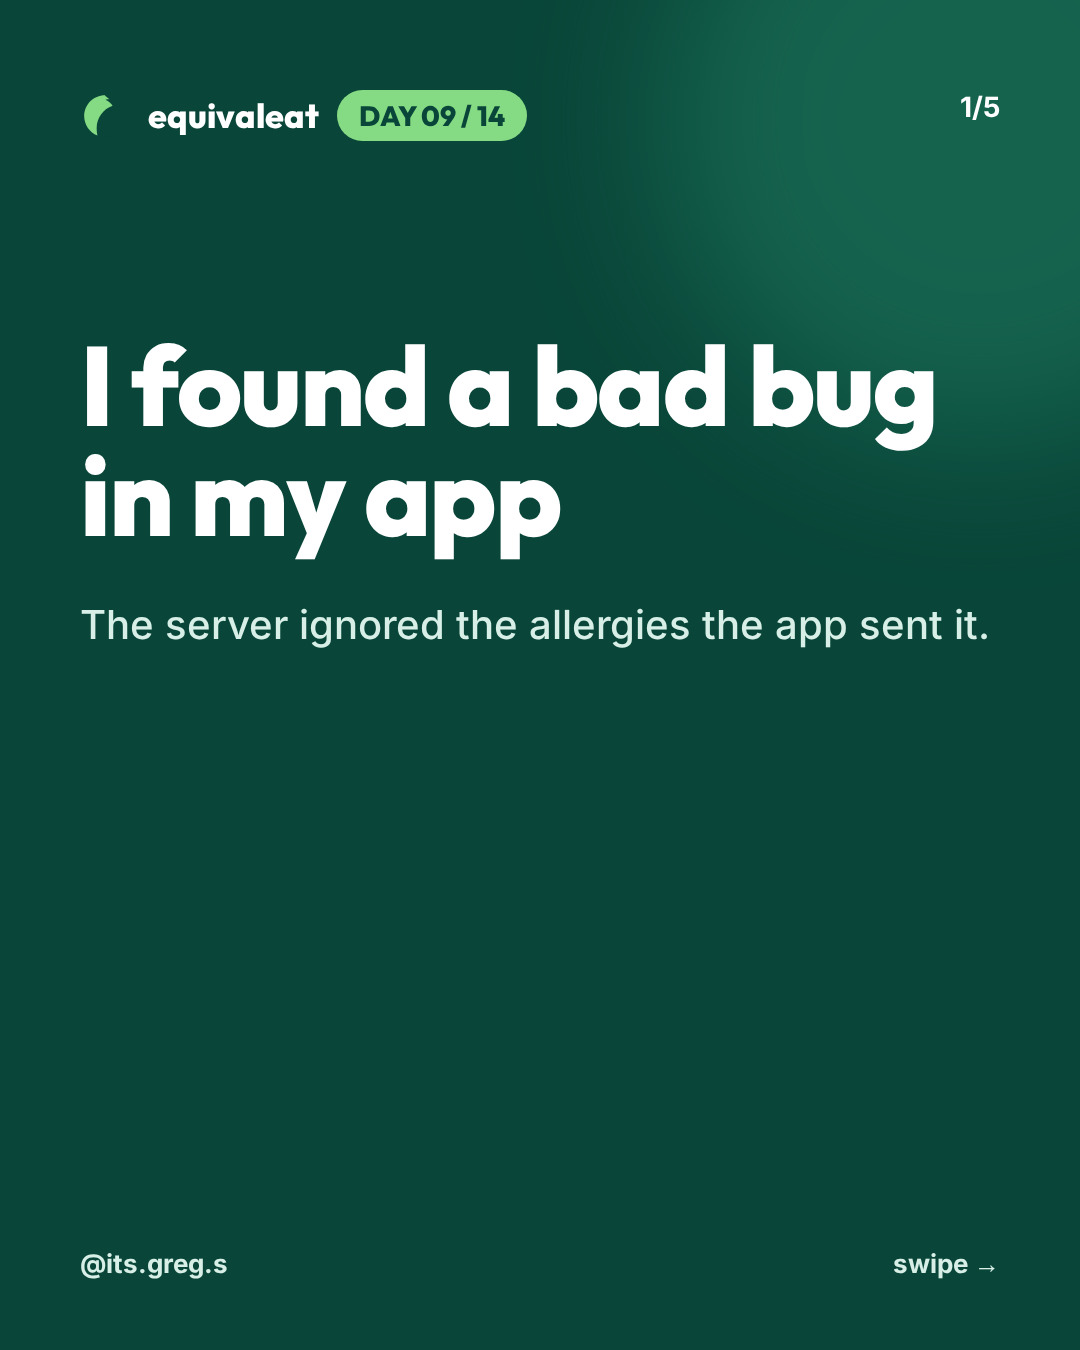 equivaleat
DAY 09 / 14
1/5
I found a bad bug
in my app
The server ignored the allergies the app sent it.
@its.greg.s
swipe →